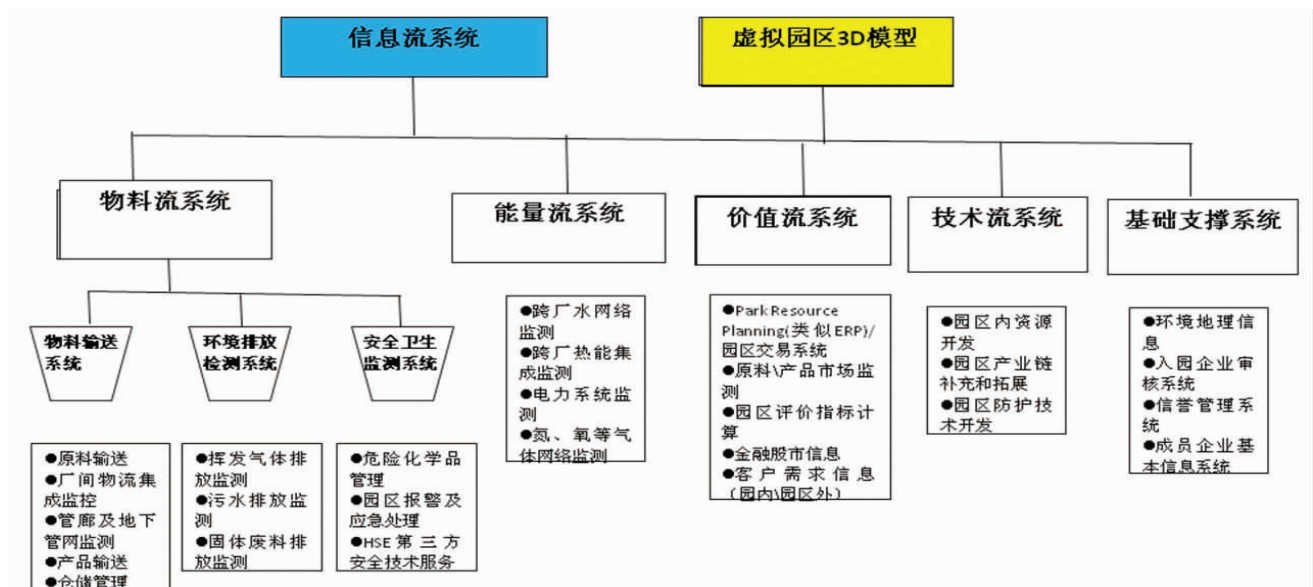 信息流系统
虚拟园区3D模型
物料流系统
能量流系统
价值流系统
技术流系统
基础支撑系统
物料输送
系统
环境排放
检测系统
安全卫生
监测系统
●原料输送
●厂间物流集
成监控
●管廊及地下
管网监测
●产品输送
●仓储管理
●挥发气体排
放监测
●污水排放监
测
●固体废料排
放监测
●危险化学品
管理
●园区报警及
应急处理
●HSE第三方
安全技术服务
●跨厂水网络
监测
●跨厂热能集
成监测
●电力系统监
测
●氮、氧等气
体网络监测
●Park Resource
Planning(类似ERP)/
园区交易系统
●原料\产品市场监
测
●园区评价指标计
算
●金融股市信息
●客户需求信息
（园内\园区外）
●园区内资源
开发
●园区产业链
补充和拓展
●园区防护技
术开发
●环境地理信
息
●入园企业审
核系统
●信誉管理系
统
●成员企业基
本信息系统